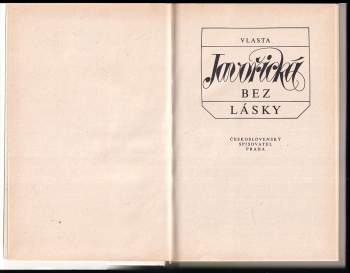 VLASTA
Javořická
BEZ
LÁSKY
ČESKOSLOVENSKÝ
SPISOVATEL
PRAHA